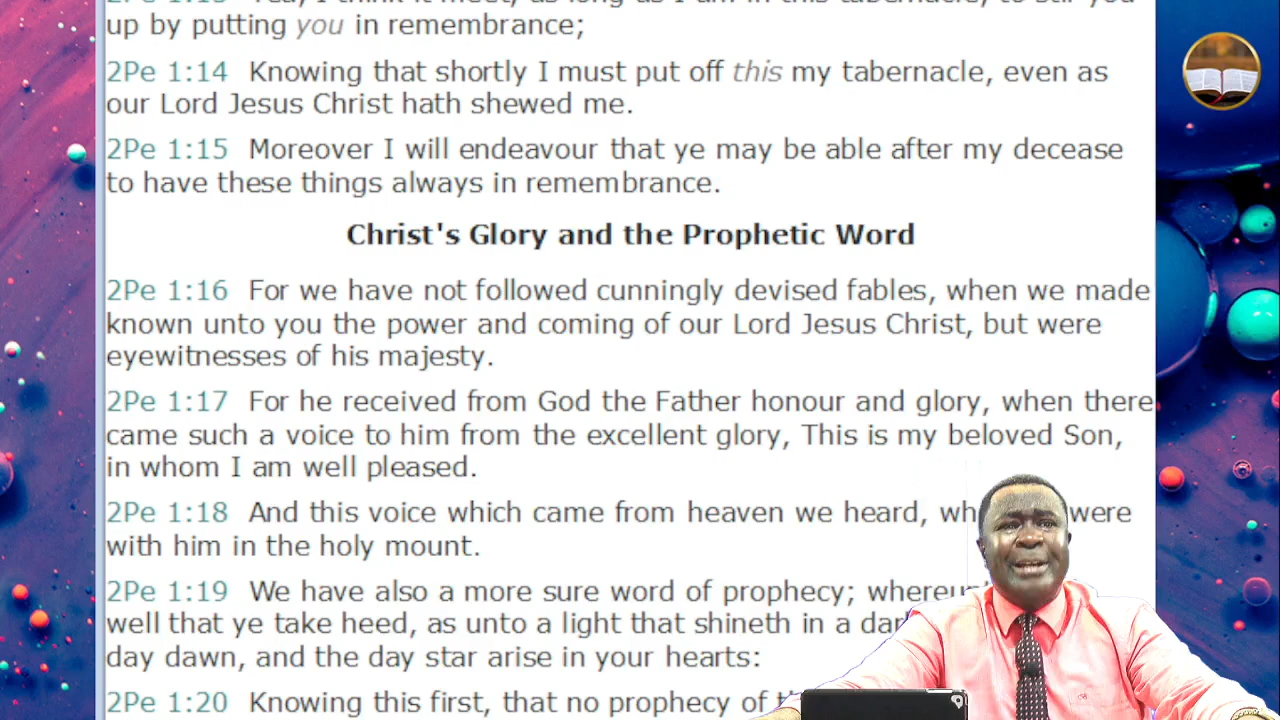 up by putting you in remembrance;
2Pe 1:14 Knowing that shortly I must put off this my tabernacle, even as
our Lord Jesus Christ hath shewed me.
2Pe 1:15 Moreover I will endeavour that ye may be able after my decease
to have these things always in remembrance.
Christ's Glory and the Prophetic Word
2Pe 1:16 For we have not followed cunningly devised fables, when we made
known unto you the power and coming of our Lord Jesus Christ, but were
eyewitnesses of his majesty.
2Pe 1:17 For he received from God the Father honour and glory, when there
came such a voice to him from the excellent glory, This is my beloved Son,
in whom I am well pleased.
2Pe 1:18 And this voice which came from heaven we heard, were
with him in the holy mount.
2Pe 1:19 We have also a more sure word of prophecy;
well that ye take heed, as unto a light that shineth in a
day dawn, and the day star arise in your hearts:
2Pe 1:20 Knowing this first, that no prophecy of